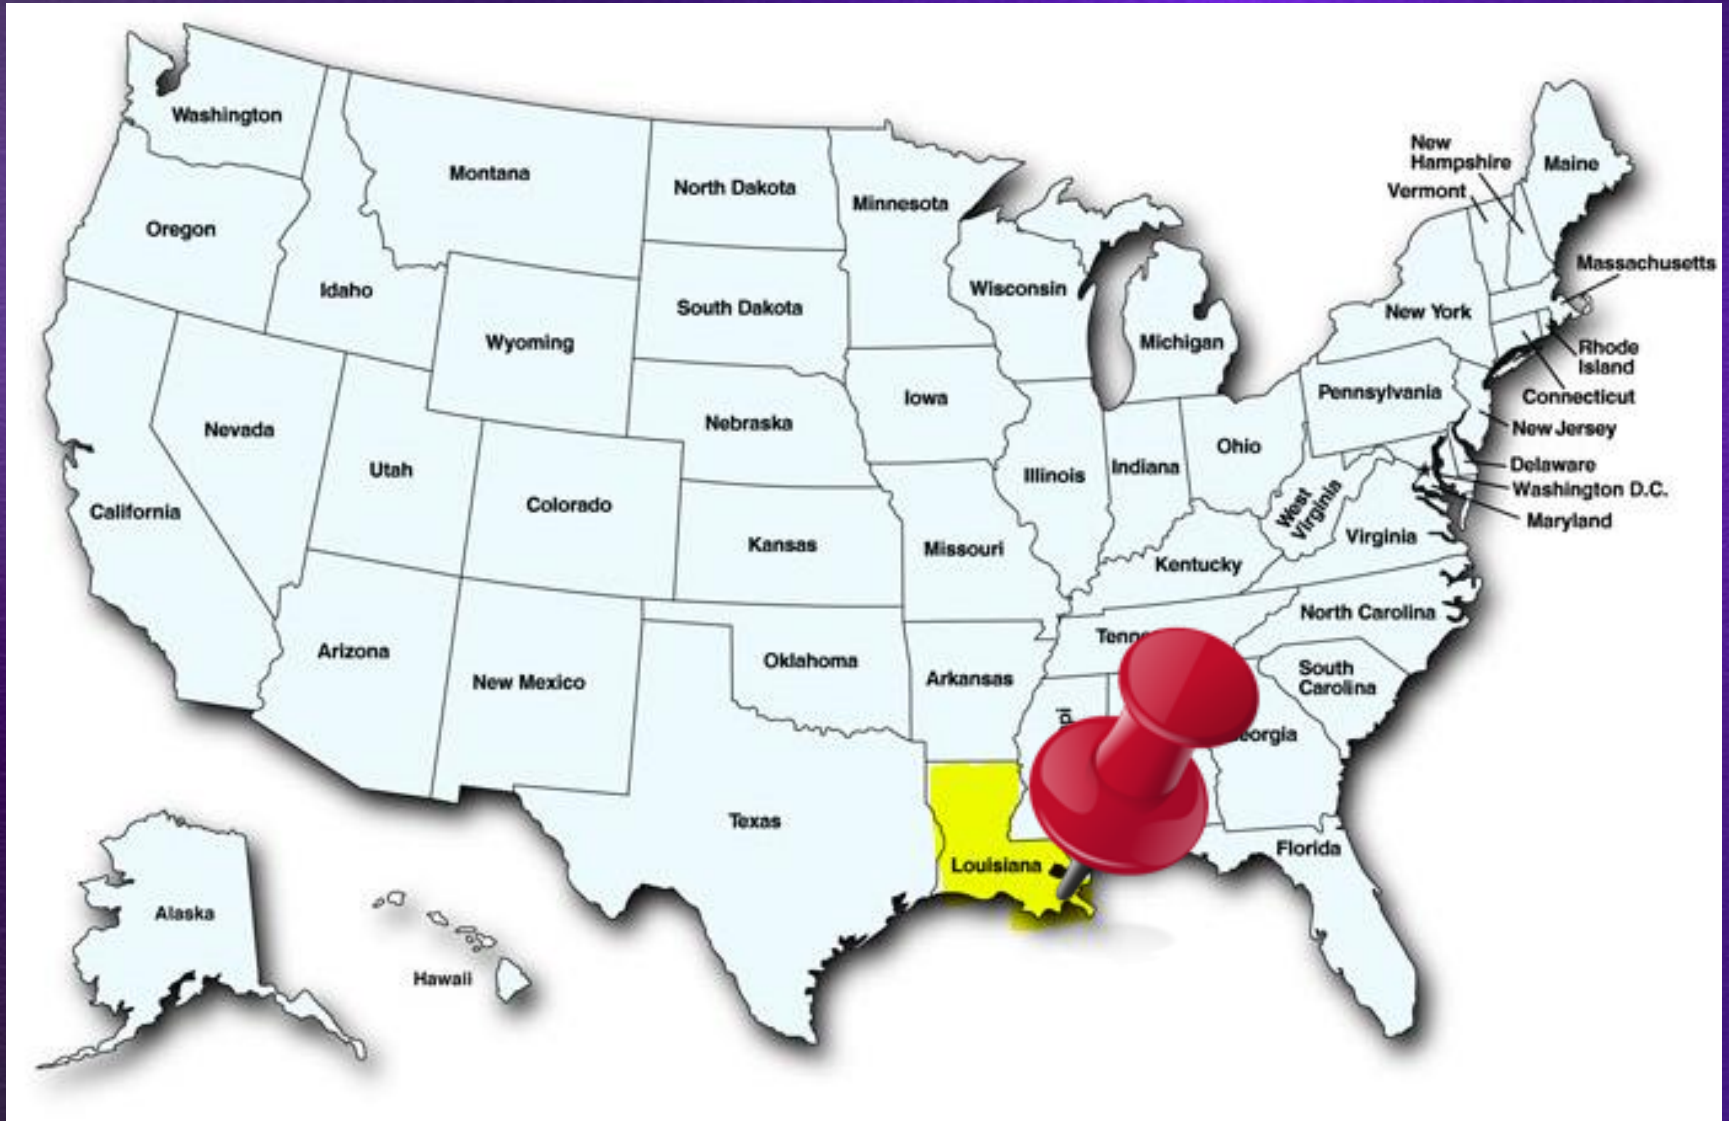 Washington
Montana
North Dakota
Minnesota
New
Hampshire
Vermont
Maine
Oregon
Idaho
Wyoming
South Dakota
Wisconsin
Michigan
New York
Massachusetts
Rhode
Island
Connecticut
New Jersey
Delaware
Washington D.C.
Maryland
Pennsylvania
Nevada
Utah
Colorado
Nebraska
Iowa
Illinois
Indiana
Ohio
West
Virginia
Virginia
California
Kansas
Missouri
Kentucky
North Carolina
Arizona
New Mexico
Oklahoma
Arkansas
South
Carolina
Texas
Louisiana
Florida
Alaska
Hawaii